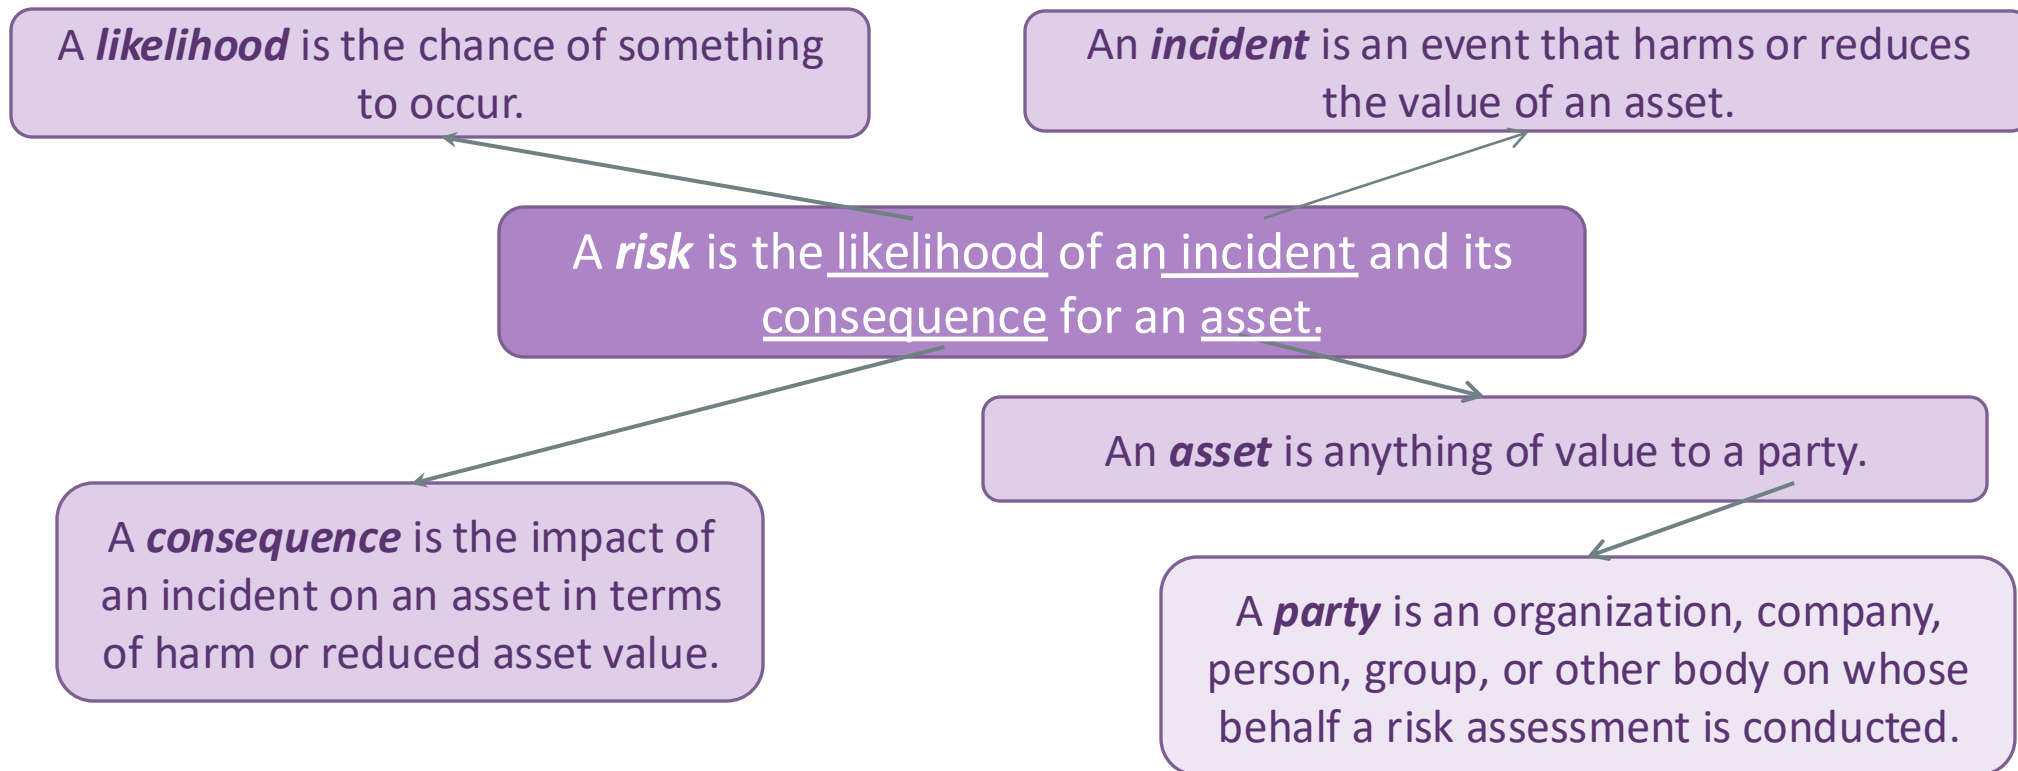 A likelihood is the chance of something
to occur.
An incident is an event that harms or reduces
the value of an asset.
A risk is the likelihood of an incident and its
consequence for an asset.
An asset is anything of value to a party.
A consequence is the impact of
an incident on an asset in terms
of harm or reduced asset value.
A party is an organization, company,
person, group, or other body on whose
behalf a risk assessment is conducted.